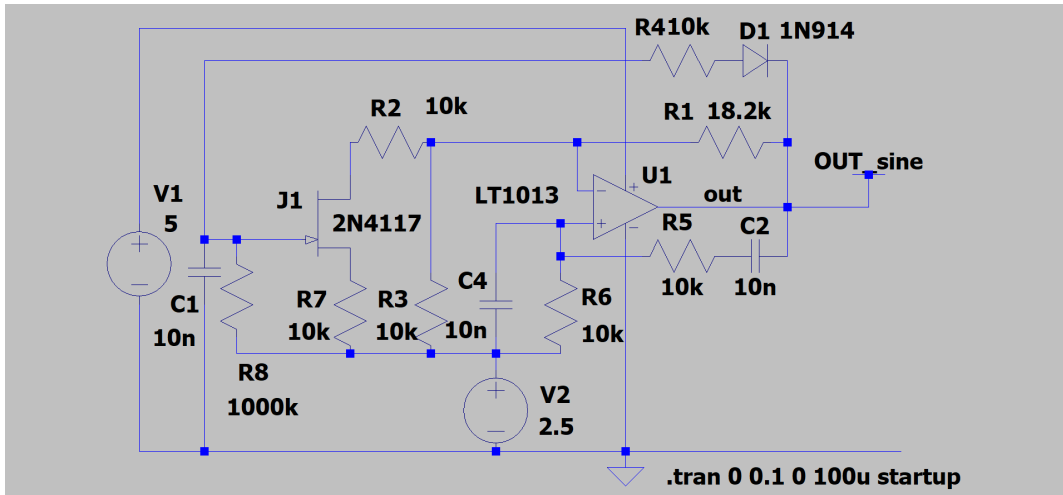 R410k D1 1N914
R2 10k
R1 18.2k
OUT_sine
V1
5
J1
2N4117
LT1013
U1
out
R5
10k
C2
10n
C1
10n
R7
10k
R3
10k
C4
10n
R6
10k
R8
1000k
V2
2.5
.tran 0 0.1 0 100u startup